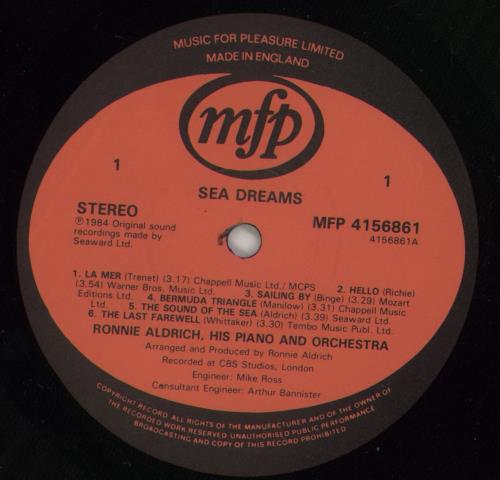 MUSIC FOR PLEASURE LIMITED
MADE IN ENGLAND
mfp
1
1
SEA DREAMS
STEREO
MFP 4156861
℗1984 Original sound
4156861A
recordings made by
Seaward Ltd.
1. LA MER (Trenet) (3.17) Chappell Music Ltd./ MCPS 2. HELLO (Richie)
(3.54) Warner Bros. Music Ltd. 3. SAILING BY (Binge) (3.29) Mozart
Editions Ltd. 4. BERMUDA TRIANGLE (Manilow) (3.31) Chappell Music
Ltd. 5. THE SOUND OF THE SEA (Aldrich) (3.39) Seaward Ltd.
6. THE LAST FAREWELL (Whittaker) (3.30) Tembo Music Publ. Ltd.
RONNIE ALDRICH, HIS PIANO AND ORCHESTRA
Arranged and Produced by Ronnie Aldrich
Recorded at CBS Studios, London
Engineer: Mike Ross
Consultant Engineer: Arthur Bannister
COPYRIGHT RECORD ALL RIGHTS OF THE MANUFACTURER AND OF THE OWNER OF
THE RECORDED WORK RESERVED UNAUTHORISED PUBLIC PERFORMANCE
BROADCASTING AND COPY OF THIS RECORD PROHIBITED